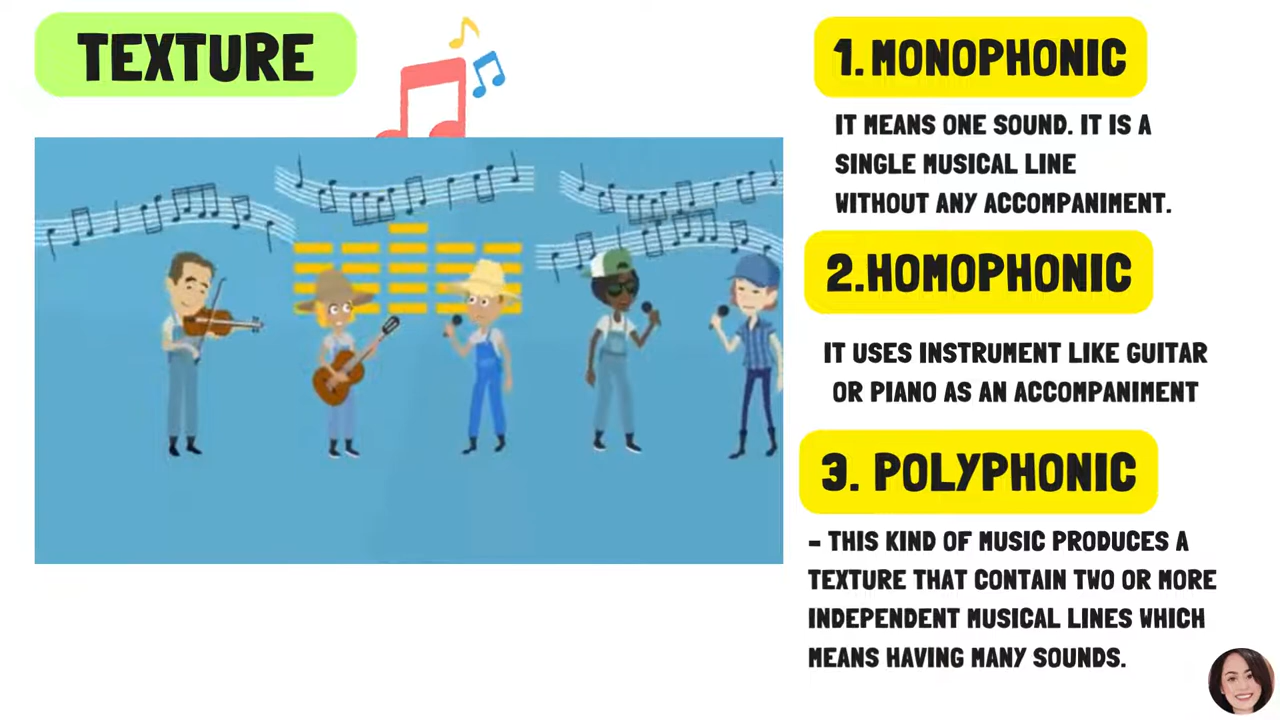 TEXTURE
1. MONOPHONIC
IT MEANS ONE SOUND. IT IS A
SINGLE MUSICAL LINE
WITHOUT ANY ACCOMPANIMENT.
2.HOMOPHONIC
IT USES INSTRUMENT LIKE GUITAR
OR PIANO AS AN ACCOMPANIMENT
3. POLYPHONIC
- THIS KIND OF MUSIC PRODUCES A
TEXTURE THAT CONTAIN TWO OR MORE
INDEPENDENT MUSICAL LINES WHICH
MEANS HAVING MANY SOUNDS.